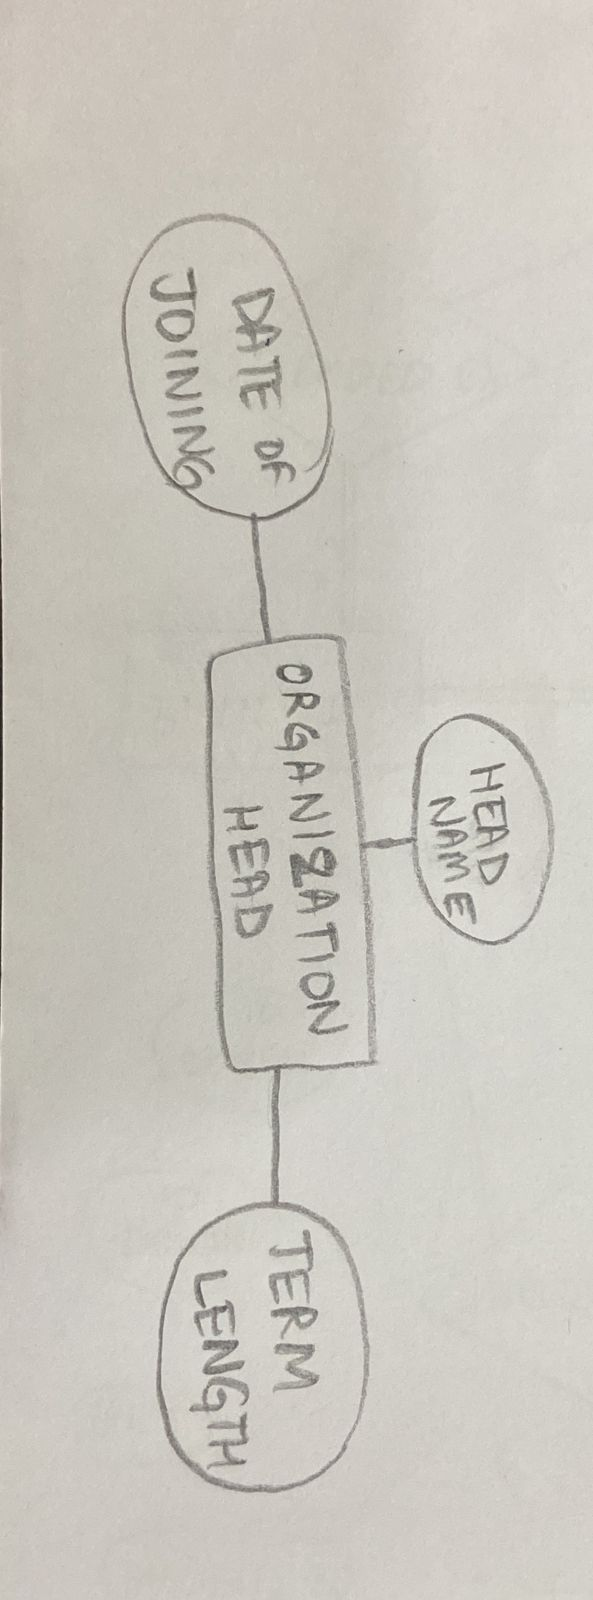 HEAD
NAME
DATE OF
JOINING
ORGANIZATION
HEAD
TERM
LENGTH